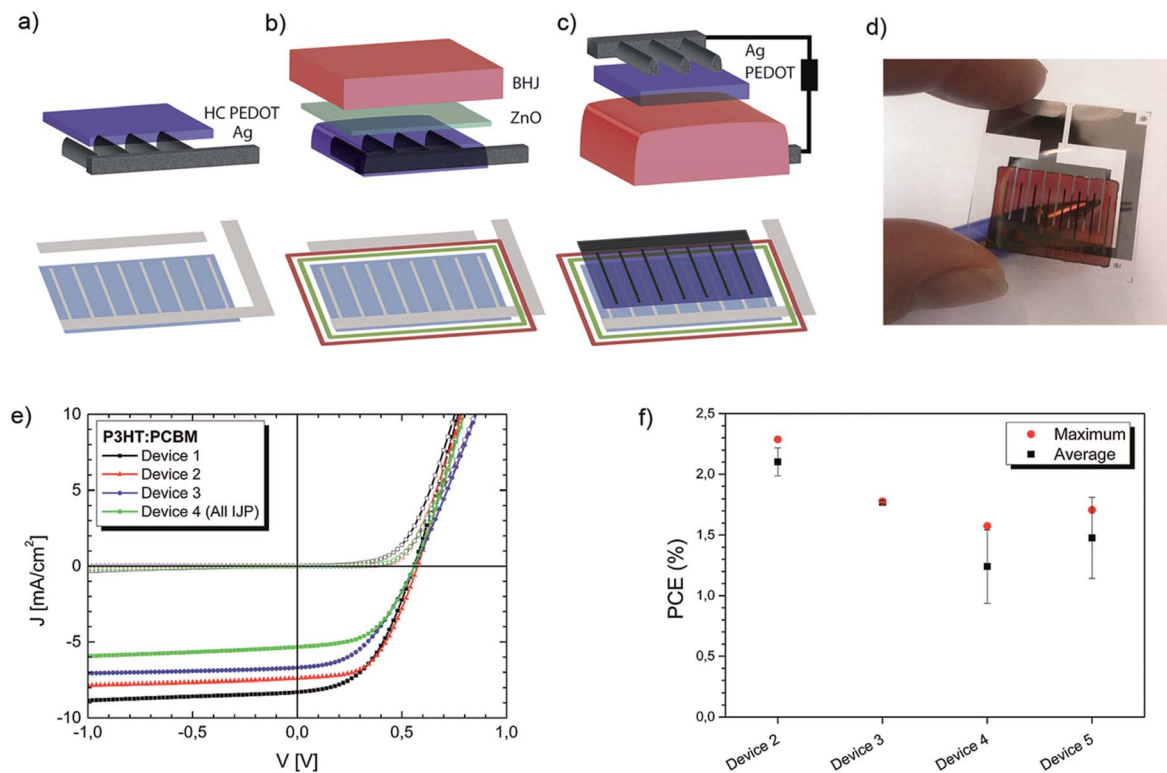 a)
HC PEDOT
Ag
b)
BHJ
ZnO
c)
Ag
PEDOT
d)
e)
P3HT:PCBM
Device 1
Device 2
Device 3
Device 4 (All IJP)
10
5
0
-5
-10
J [mA/cm²]
-1,0
-0,5
0,0
0,5
1,0
V [V]
f)
Maximum
Average
2,5
2,0
1,5
1,0
0,5
0,0
PCE (%)
Device 2
Device 3
Device 4
Device 5